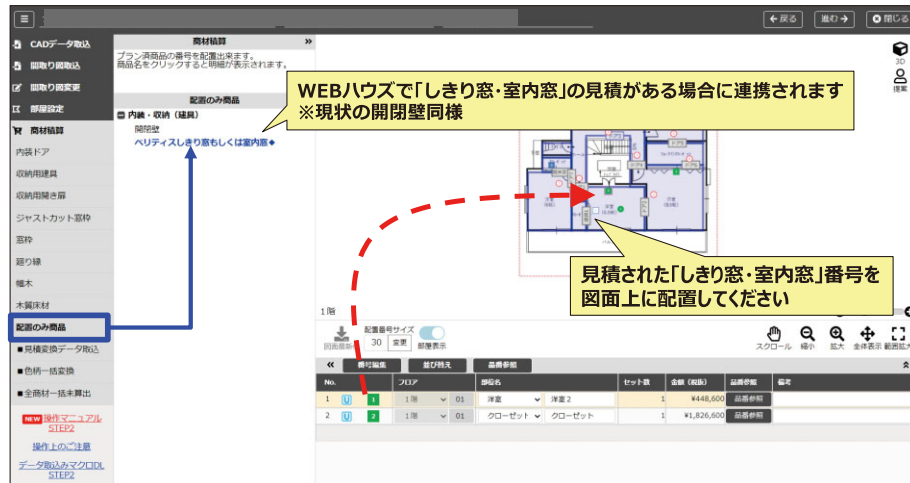 戻る
進む
閉じる
CADデータ取込
間取り図取込
間取り図変更
部屋設定
商材積算
内装ドア
収納用建具
収納用開き扉
ジャストカット窓枠
窓枠
廻り縁
幅木
木質床材
配置のみ商品
■見積変換データ取込
■色柄一括変換
■全商材一括未算出
NEW 操作マニュアル
STEP2
操作上のご注意
データ取込みマクロDL
STEP2
商材積算 »
プラン済商品の番号を配置出来ます。
商品名をクリックすると明細が表示されます。
配置のみ商品
内装・収納（建具）
開閉壁
ベリティスしきり窓もしくは室内窓◆
WEBハウズで「しきり窓・室内窓」の見積がある場合に連携されます
※現状の開閉壁同様
3D
提案
見積された「しきり窓・室内窓」番号を
図面上に配置してください
1階
配置番号サイズ
30 変更 部屋表示
スクロール 縮小 拡大 全体表示 範囲拡大
番号編集 並び替え 品番参照
No. フロア 部屋名 セット数 金額（税抜） 品番参照 備考
1 U 1 1階 01 洋室 洋室2 1 ¥448,600 品番参照
2 U 2 1階 01 クローゼット クローゼット 1 ¥1,826,600 品番参照